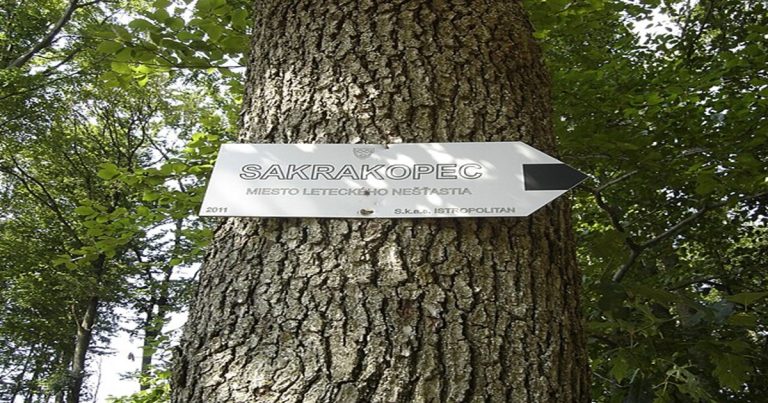 SAKRAKOPEC
MIESTO LETECKÉHO NEŠŤASTIA
2011 S.k.a.s. ISTROPOLITAN